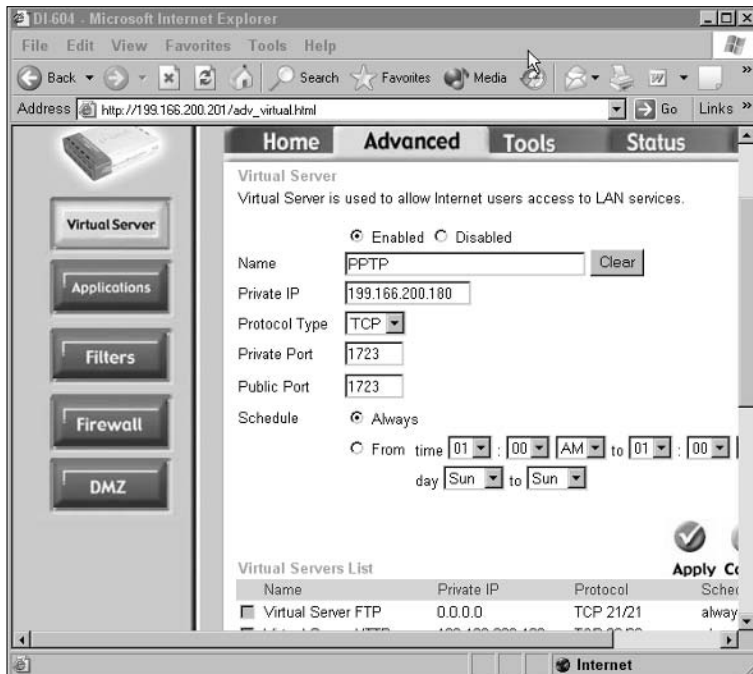 DI-604 - Microsoft Internet Explorer
File Edit View Favorites Tools Help
Back Search Favorites Media »
Address http://199.166.200.201/adv_virtual.html Go Links »
Home Advanced Tools Status
Virtual Server
Applications
Filters
Firewall
DMZ
Virtual Server
Virtual Server is used to allow Internet users access to LAN services.
Enabled Disabled
Name PPTP Clear
Private IP 199.166.200.180
Protocol Type TCP
Private Port 1723
Public Port 1723
Schedule Always
From time 01 : 00 AM to 01 : 00
day Sun to Sun
Apply
Virtual Servers List
Name Private IP Protocol
Virtual Server FTP 0.0.0.0 TCP 21/21 alway
Internet